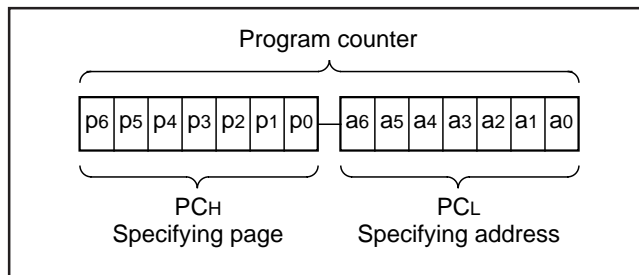 Program counter
p6 p5 p4 p3 p2 p1 p0 a6 a5 a4 a3 a2 a1 a0
PCH PCL
Specifying page Specifying address